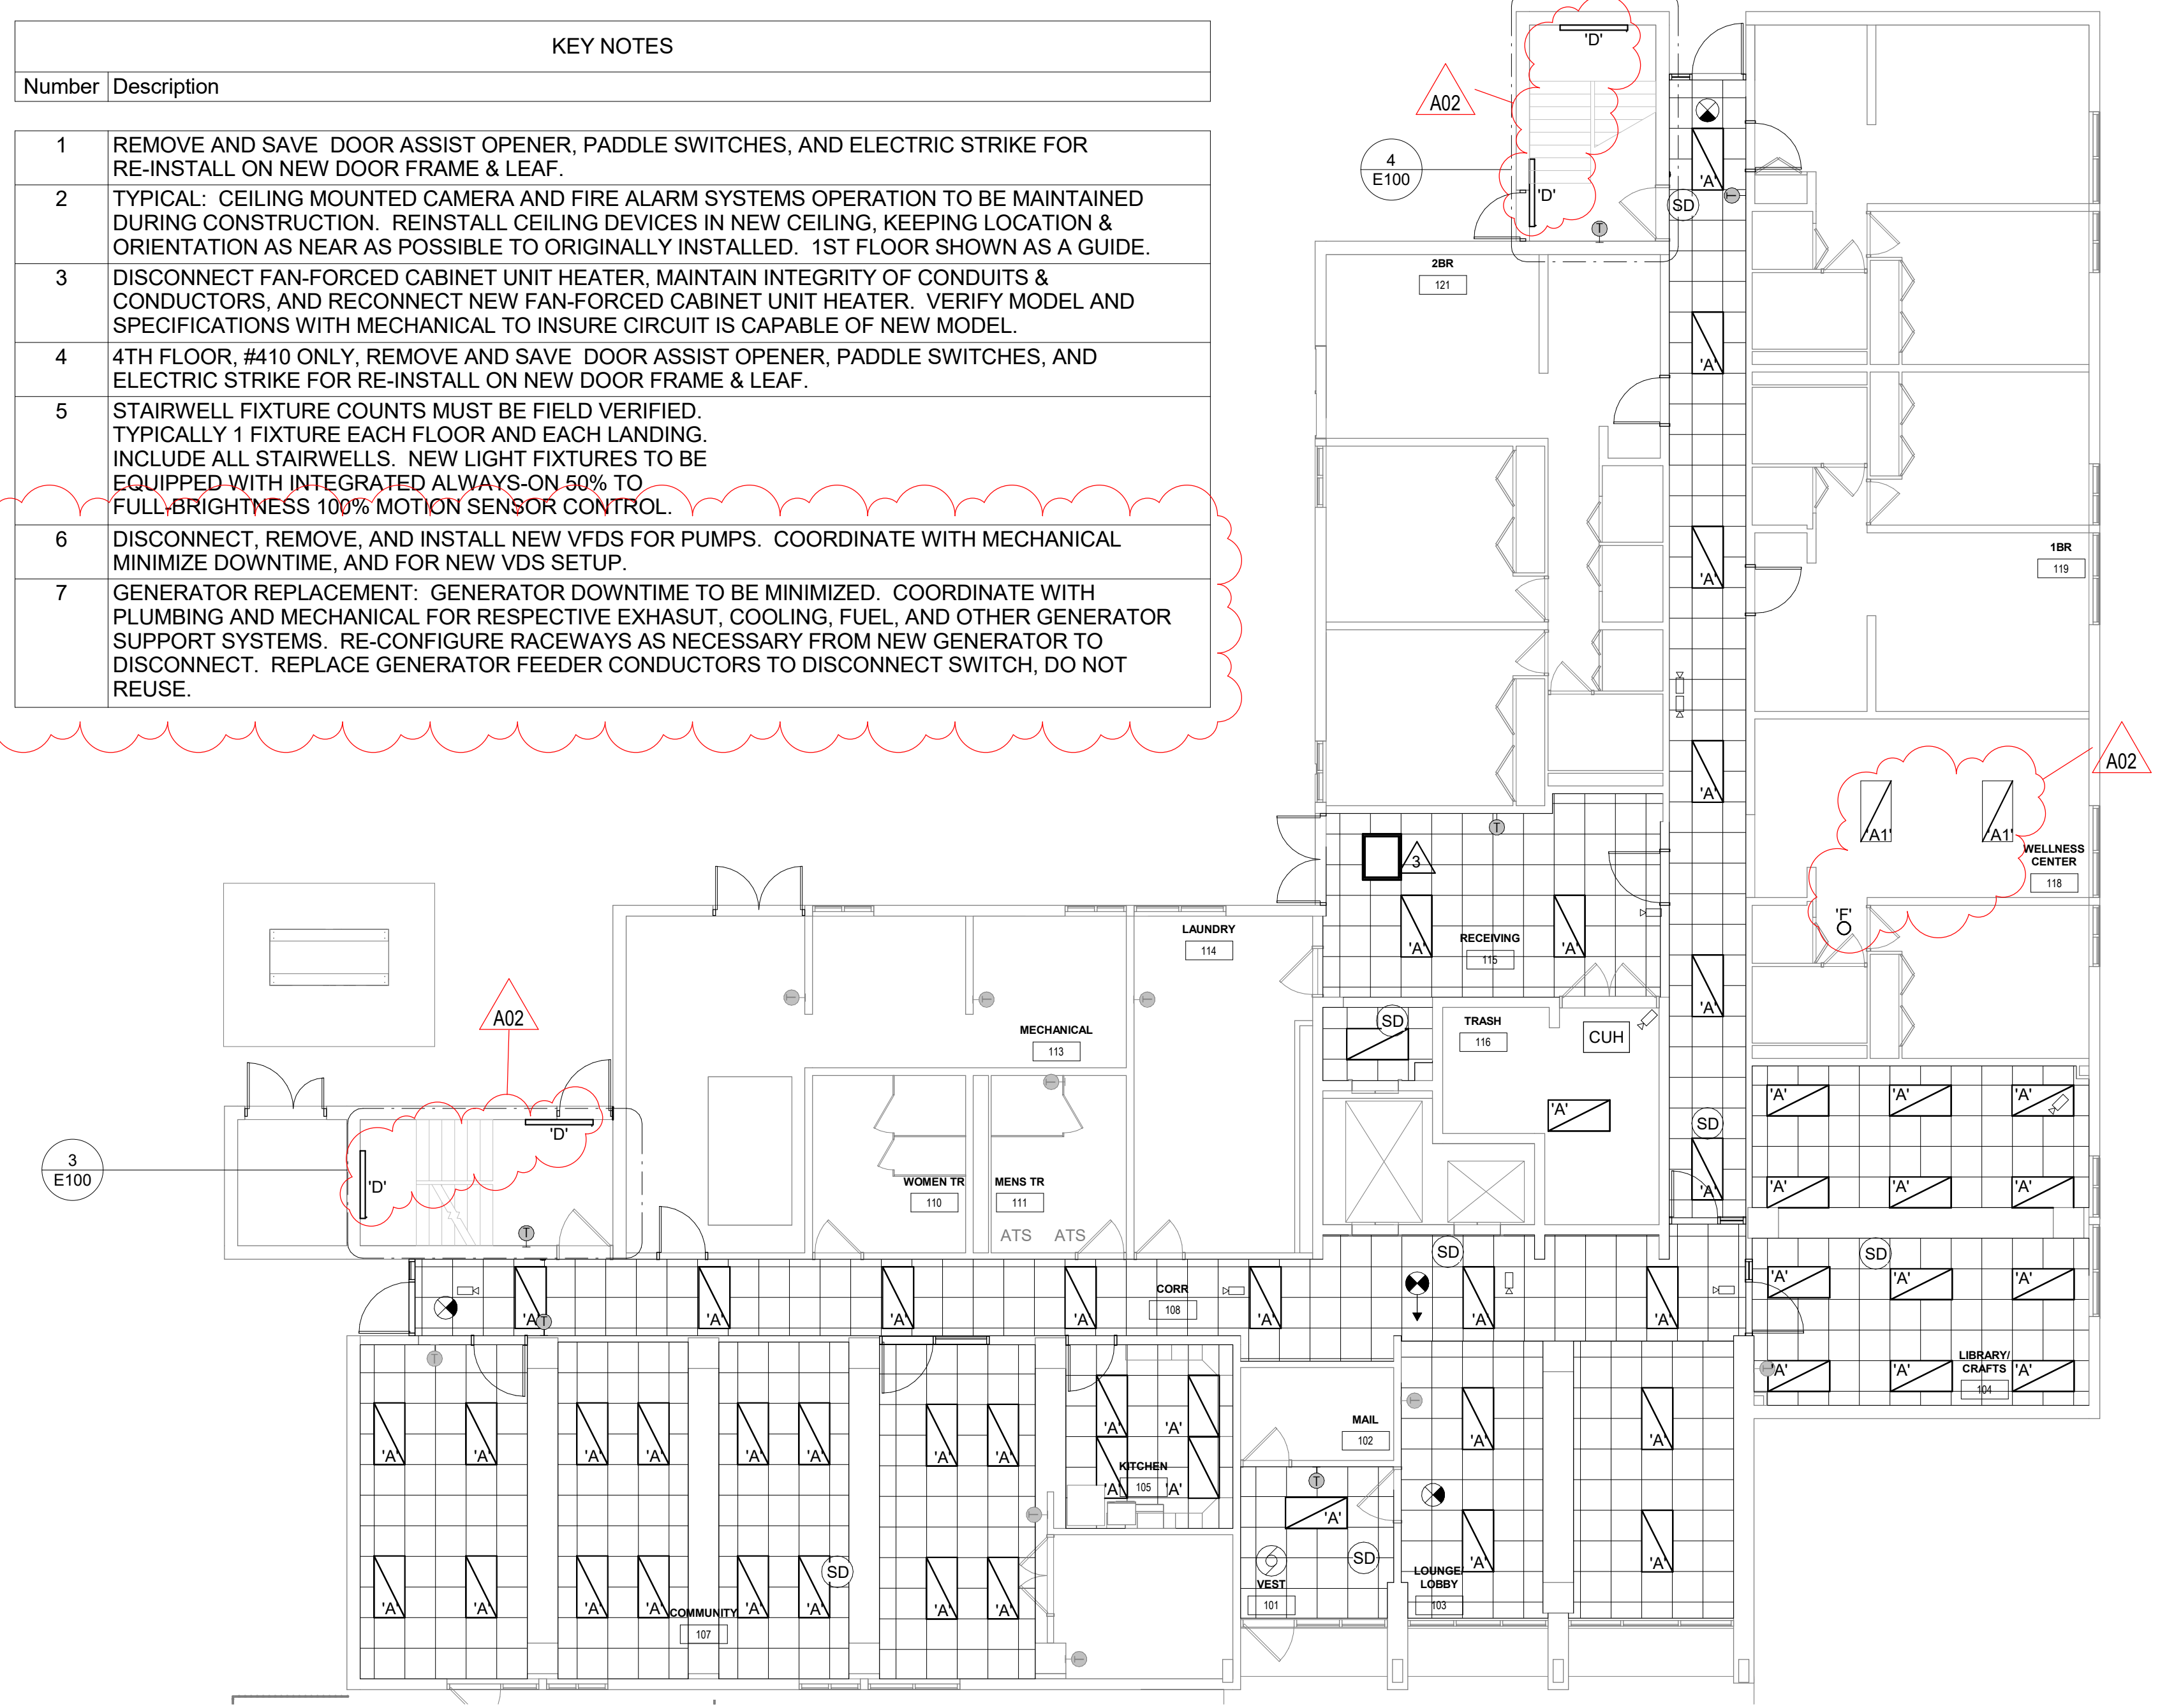 KEY NOTES
Number Description
1 REMOVE AND SAVE DOOR ASSIST OPENER, PADDLE SWITCHES, AND ELECTRIC STRIKE FOR
RE-INSTALL ON NEW DOOR FRAME & LEAF.
2 TYPICAL: CEILING MOUNTED CAMERA AND FIRE ALARM SYSTEMS OPERATION TO BE MAINTAINED
DURING CONSTRUCTION. REINSTALL CEILING DEVICES IN NEW CEILING, KEEPING LOCATION &
ORIENTATION AS NEAR AS POSSIBLE TO ORIGINALLY INSTALLED. 1ST FLOOR SHOWN AS A GUIDE.
3 DISCONNECT FAN-FORCED CABINET UNIT HEATER, MAINTAIN INTEGRITY OF CONDUITS &
CONDUCTORS, AND RECONNECT NEW FAN-FORCED CABINET UNIT HEATER. VERIFY MODEL AND
SPECIFICATIONS WITH MECHANICAL TO INSURE CIRCUIT IS CAPABLE OF NEW MODEL.
4 4TH FLOOR, #410 ONLY, REMOVE AND SAVE DOOR ASSIST OPENER, PADDLE SWITCHES, AND
ELECTRIC STRIKE FOR RE-INSTALL ON NEW DOOR FRAME & LEAF.
5 STAIRWELL FIXTURE COUNTS MUST BE FIELD VERIFIED.
TYPICALLY 1 FIXTURE EACH FLOOR AND EACH LANDING.
INCLUDE ALL STAIRWELLS. NEW LIGHT FIXTURES TO BE
EQUIPPED WITH INTEGRATED ALWAYS-ON 50% TO
FULL-BRIGHTNESS 100% MOTION SENSOR CONTROL.
6 DISCONNECT, REMOVE, AND INSTALL NEW VFDS FOR PUMPS. COORDINATE WITH MECHANICAL
MINIMIZE DOWNTIME, AND FOR NEW VDS SETUP.
7 GENERATOR REPLACEMENT: GENERATOR DOWNTIME TO BE MINIMIZED. COORDINATE WITH
PLUMBING AND MECHANICAL FOR RESPECTIVE EXHASUT, COOLING, FUEL, AND OTHER GENERATOR
SUPPORT SYSTEMS. RE-CONFIGURE RACEWAYS AS NECESSARY FROM NEW GENERATOR TO
DISCONNECT. REPLACE GENERATOR FEEDER CONDUCTORS TO DISCONNECT SWITCH, DO NOT
REUSE.
'D'
A02
4
E100
'D'
T
'A'
SD
T
2BR
121
'A'
'A'
1BR
119
'A'
A02
'A1'
'A1'
WELLNESS
CENTER
118
'F'
T
3
'A'
'A'
RECEIVING
115
LAUNDRY
114
'A'
A02
T
T
T
MECHANICAL
113
SD
TRASH
116
CUH
T
'A'
'A'
'A'
'A'
SD
'A'
'D'
3
E100
'D'
T
WOMEN TR
110
MENS TR
111
ATS ATS
'A'
'A'
'A'
SD
SD
'A'
'A'
'A'
CORR
108
'A'
T
'A'
'A'
'A'
'A'
'A'
'A'
LIBRARY/
CRAFTS
104
T
'A'
'A'
'A'
T
T
MAIL
102
'A'
'A'
'A'
'A'
'A'
'A'
'A'
'A'
'A'
'A'
'A'
'A'
KITCHEN
105
'A'
'A'
T
T
'A'
SD
VEST
101
LOUNGE/
LOBBY
103
'A'
'A'
SD
'A'
'A'
'A'
'A'
'A'
'A'
'A'
'A'
COMMUNITY
107
T